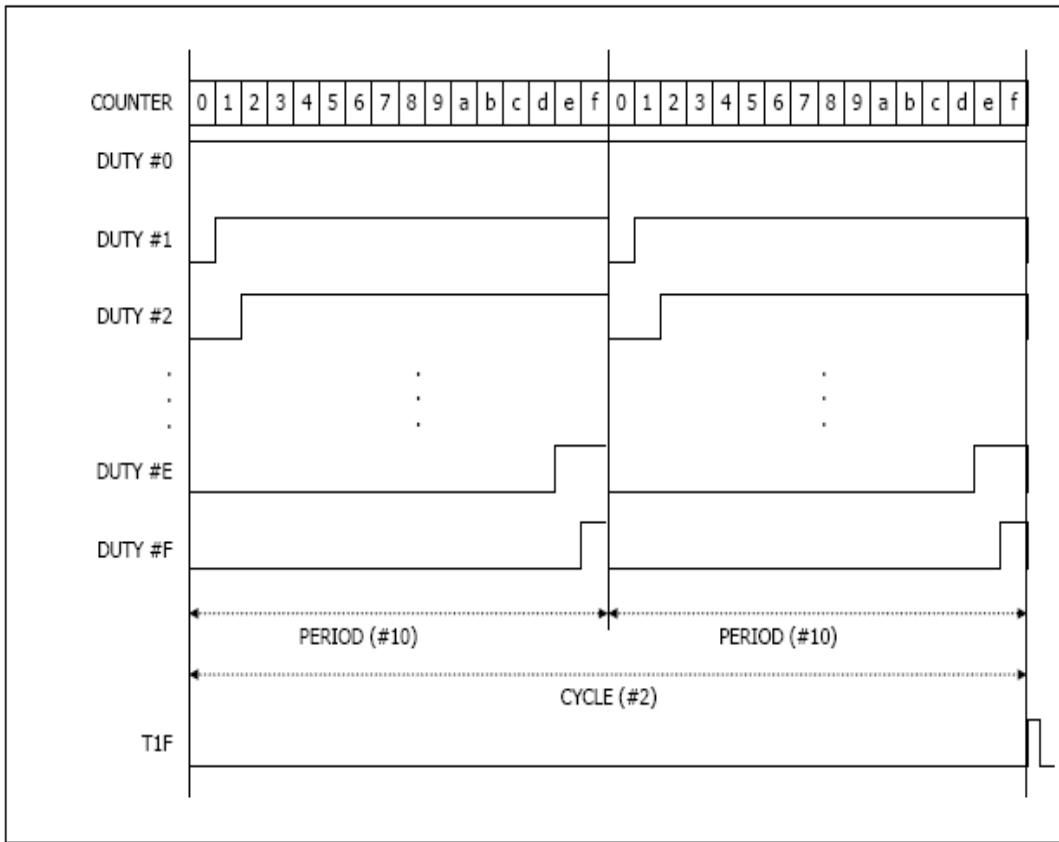 COUNTER 0 1 2 3 4 5 6 7 8 9 a b c d e f 0 1 2 3 4 5 6 7 8 9 a b c d e f
DUTY #0
DUTY #1
DUTY #2
DUTY #E
DUTY #F
PERIOD (#10) PERIOD (#10)
CYCLE (#2)
T1F